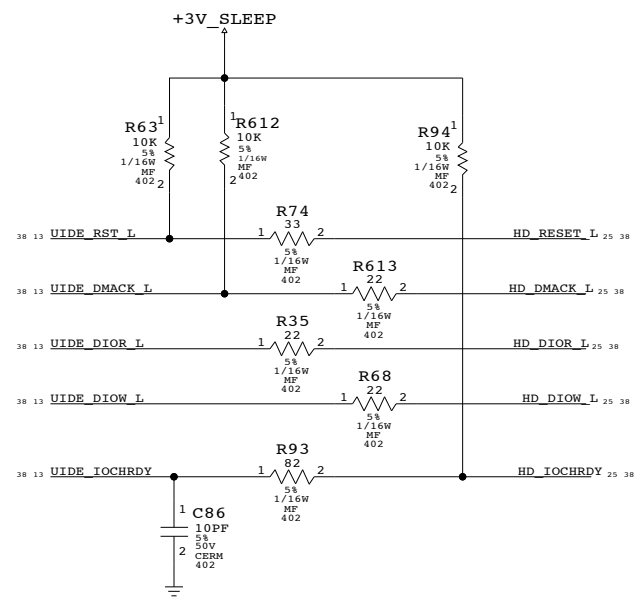 +3V_SLEEP
R63
1
10K
5%
1/16W
MF
402
2
1
R612
10K
5%
1/16W
MF
402
2
R94
1
10K
5%
1/16W
MF
402
2
38 13 UIDE_RST_L
R74
1 33 2
5%
1/16W
MF
402
HD_RESET_L 25 38
38 13 UIDE_DMACK_L
R613
1 22 2
5%
1/16W
MF
402
HD_DMACK_L 25 38
38 13 UIDE_DIOR_L
R35
1 22 2
5%
1/16W
MF
402
HD_DIOR_L 25 38
38 13 UIDE_DIOW_L
R68
1 22 2
5%
1/16W
MF
402
HD_DIOW_L 25 38
38 13 UIDE_IOCHRDY
R93
1 82 2
5%
1/16W
MF
402
HD_IOCHRDY 25 38
1
C86
10PF
5%
50V
CERM
402
2